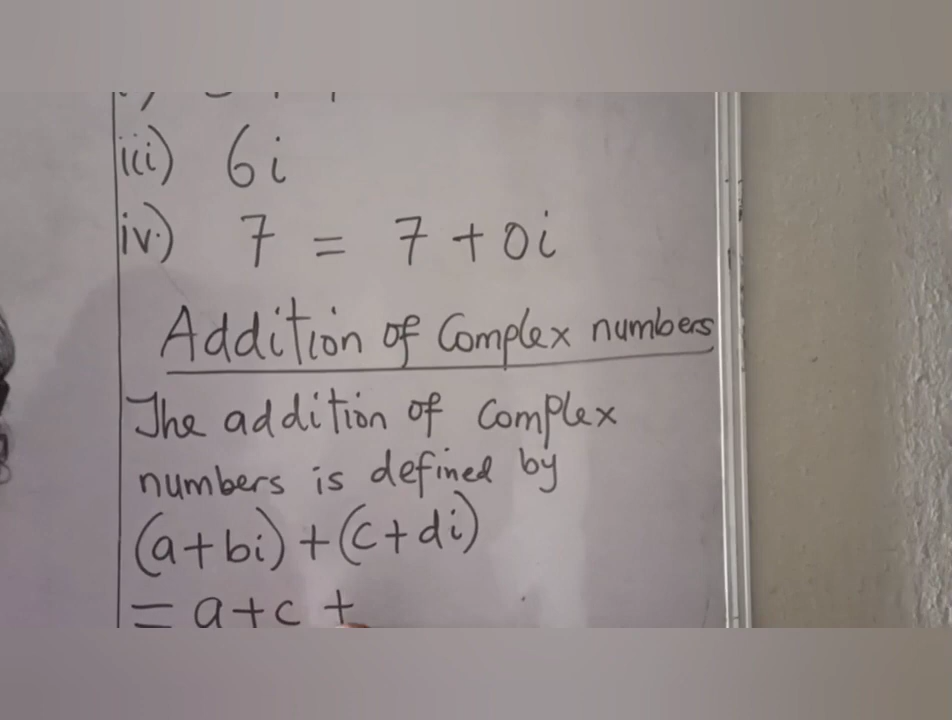 iii) 6i
iv.) 7 = 7 + 0i
Addition of Complex numbers
The addition of complex
numbers is defined by
(a+bi) + (c+di)
= a+c +